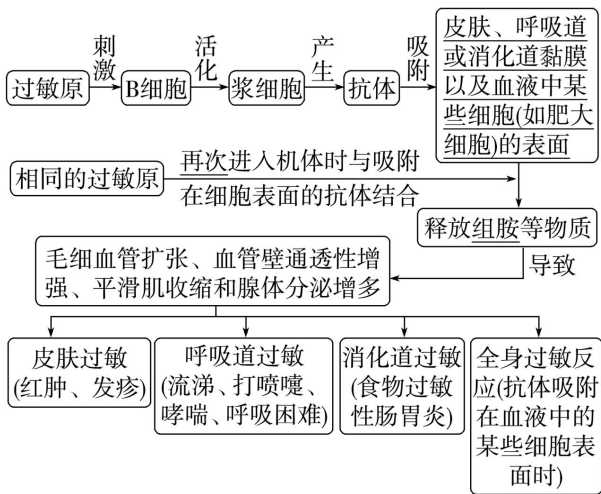 过敏原
刺激
B细胞
活化
浆细胞
产生
抗体
吸附
皮肤、呼吸道
或消化道黏膜
以及血液中某
些细胞(如肥大
细胞)的表面
相同的过敏原
再次进入机体时与吸附
在细胞表面的抗体结合
释放组胺等物质
导致
毛细血管扩张、血管壁通透性增
强、平滑肌收缩和腺体分泌增多
皮肤过敏
(红肿、发疹)
呼吸道过敏
(流涕、打喷嚏、
哮喘、呼吸困难)
消化道过敏
(食物过敏
性肠胃炎)
全身过敏反
应(抗体吸附
在血液中的
某些细胞表
面时)